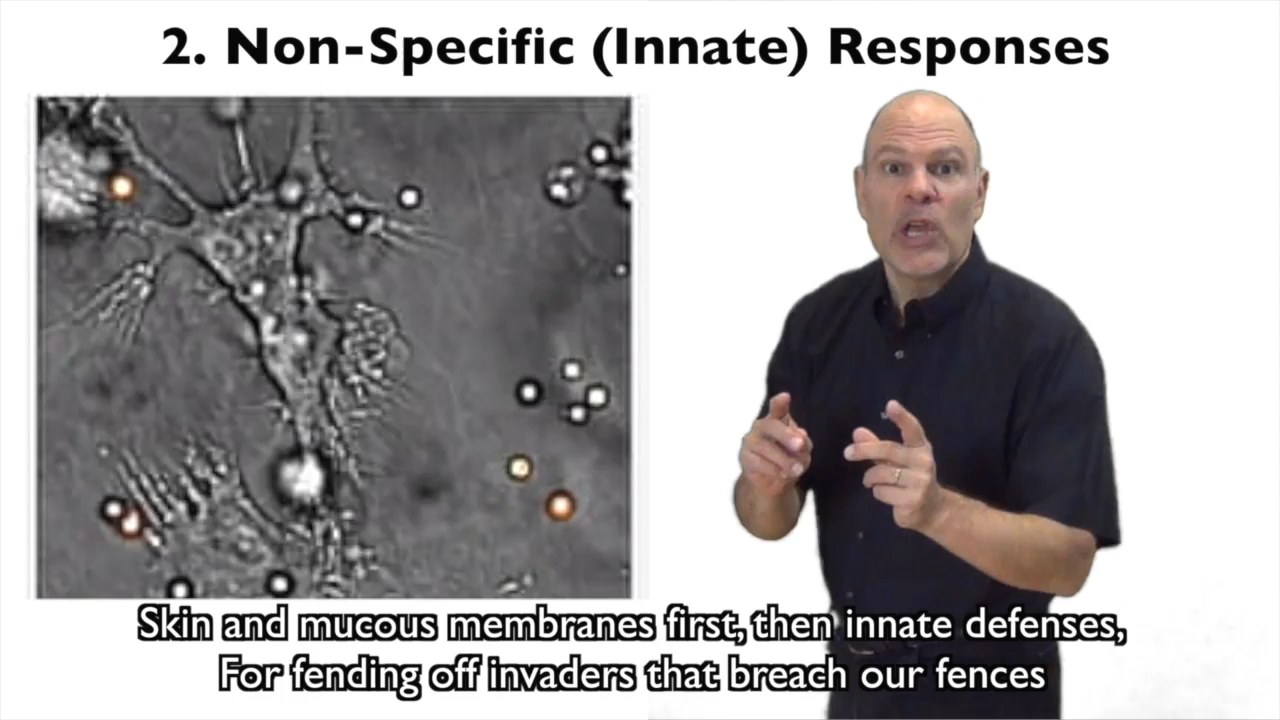 2. Non-Specific (Innate) Responses
Skin and mucous membranes first, then innate defenses,
For fending off invaders that breach our fences